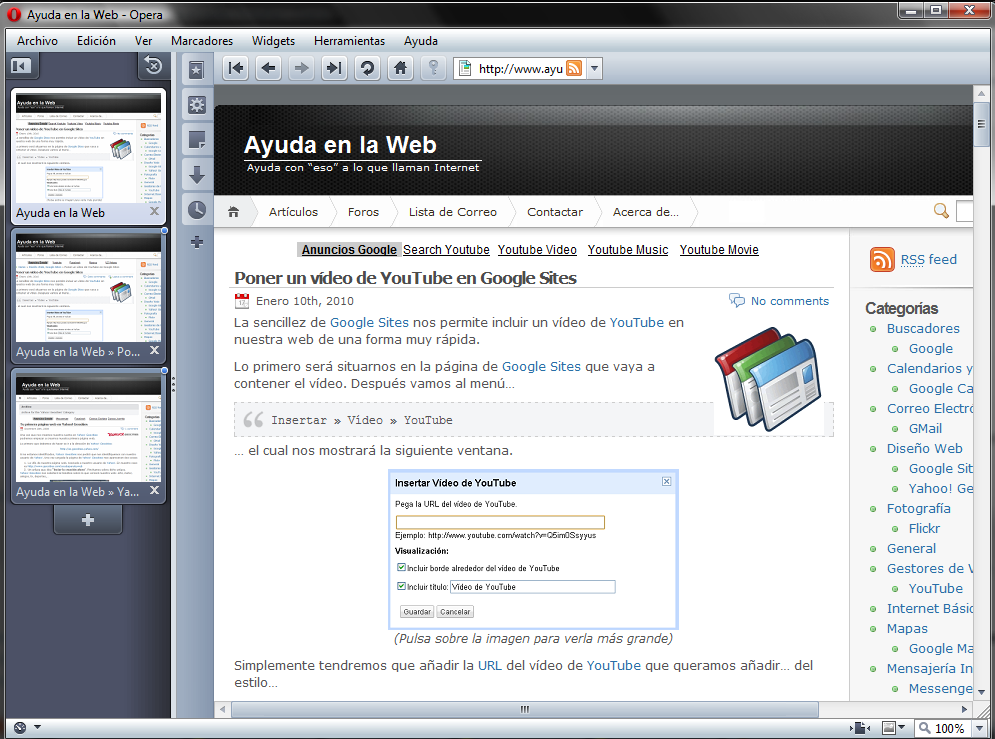 Ayuda en la Web - Opera
Archivo Edición Ver Marcadores Widgets Herramientas Ayuda
http://www.ayu
Ayuda en la Web
Ayuda en la Web » Po...
Ayuda en la Web » Ya...
Ayuda en la Web
Ayuda con “eso” a lo que llaman Internet
Artículos Foros Lista de Correo Contactar Acerca de...
Anuncios Google Search Youtube Youtube Video Youtube Music Youtube Movie
Poner un vídeo de YouTube en Google Sites
Enero 10th, 2010 No comments
La sencillez de Google Sites nos permite incluir un vídeo de YouTube en
nuestra web de una forma muy rápida.
Lo primero será situarnos en la página de Google Sites que vaya a
contener el vídeo. Después vamos al menú…
Insertar » Vídeo » YouTube
… el cual nos mostrará la siguiente ventana.
Insertar Vídeo de YouTube
Pega la URL del vídeo de YouTube.
Ejemplo: http://www.youtube.com/watch?v=Q5im0Ssyyus
Visualización:
Incluir borde alrededor del vídeo de YouTube
Incluir título: Vídeo de YouTube
Guardar Cancelar
(Pulsa sobre la imagen para verla más grande)
Simplemente tendremos que añadir la URL del vídeo de YouTube que queramos añadir… del
estilo…
RSS feed
Categorías
Buscadores
Google
Calendarios y
Google Ca
Correo Electro
GMail
Diseño Web
Google Sit
Yahoo! Ge
Fotografía
Flickr
General
Gestores de V
YouTube
Internet Básic
Mapas
Google Ma
Mensajería In
Messenge
100%